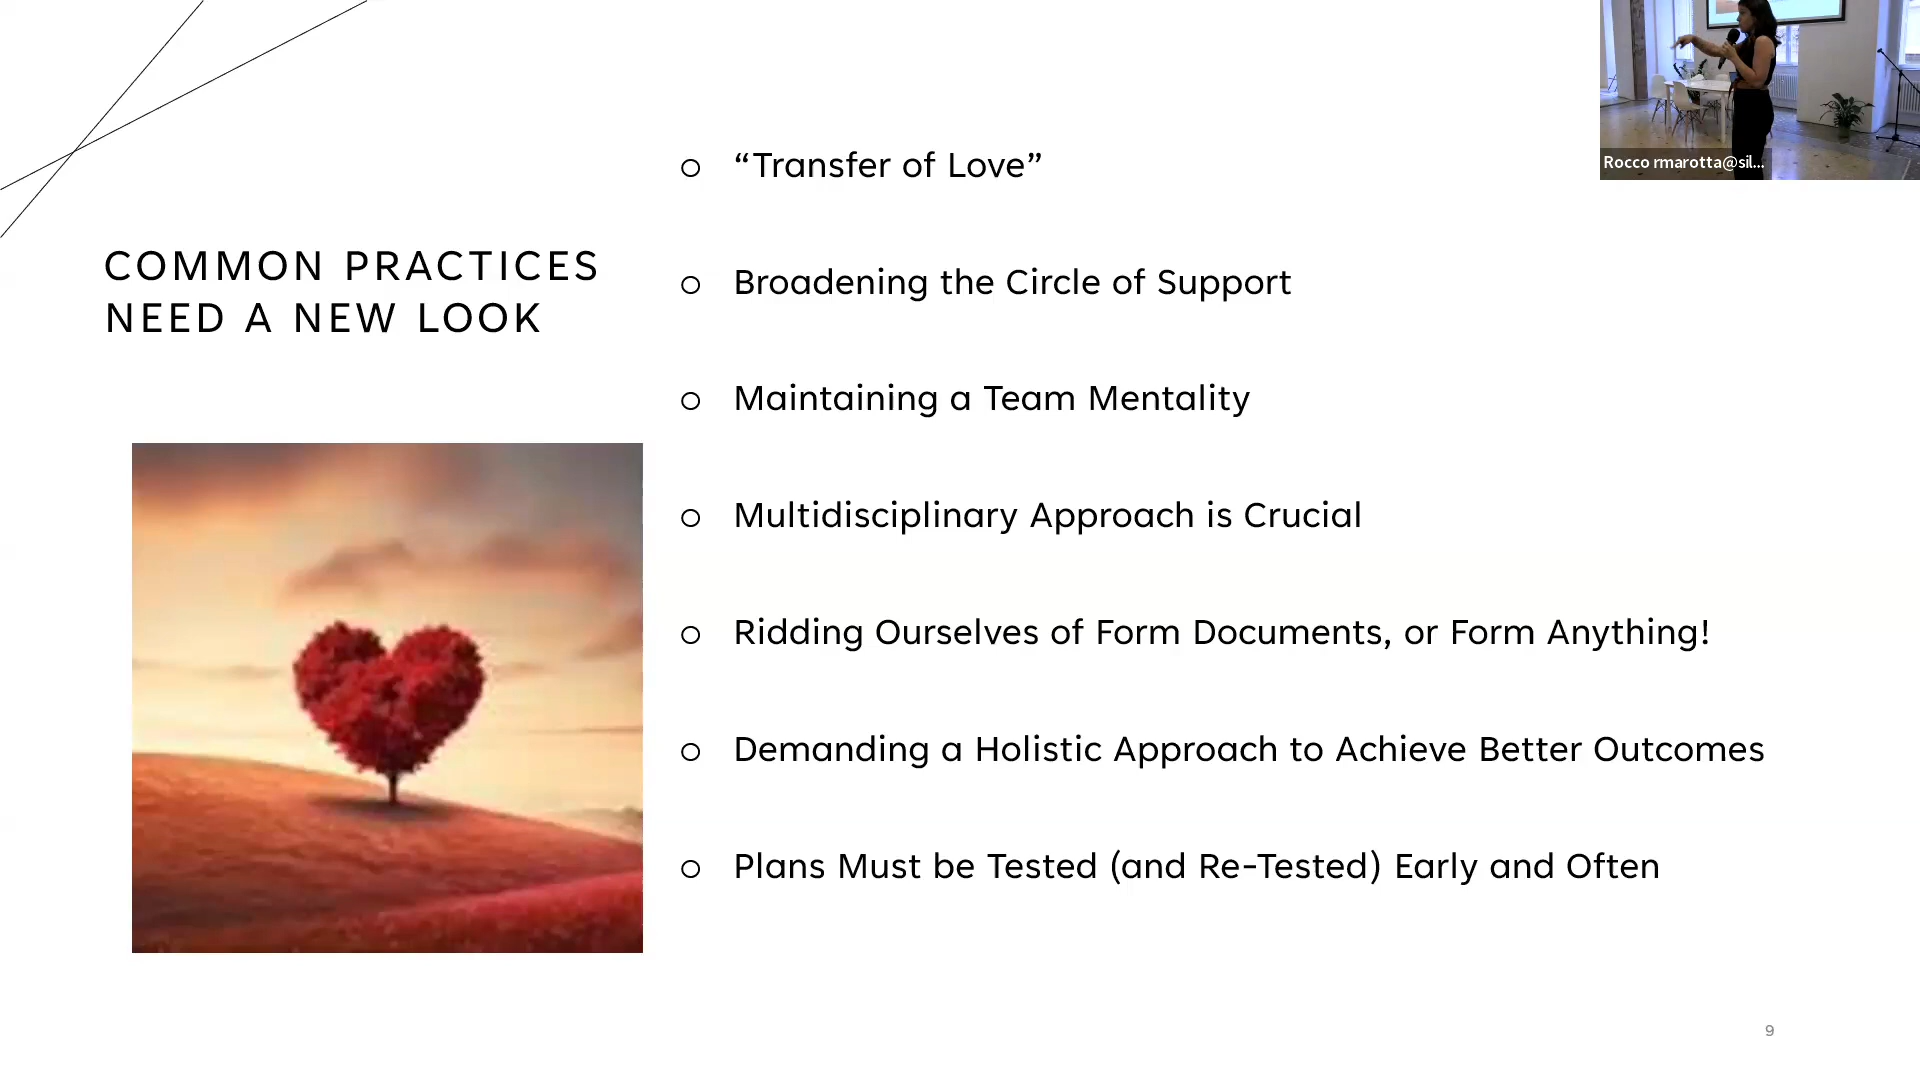 COMMON PRACTICES
NEED A NEW LOOK
“Transfer of Love”
Broadening the Circle of Support
Maintaining a Team Mentality
Multidisciplinary Approach is Crucial
Ridding Ourselves of Form Documents, or Form Anything!
Demanding a Holistic Approach to Achieve Better Outcomes
Plans Must be Tested (and Re-Tested) Early and Often
Rocco rmarotta@sil...
9